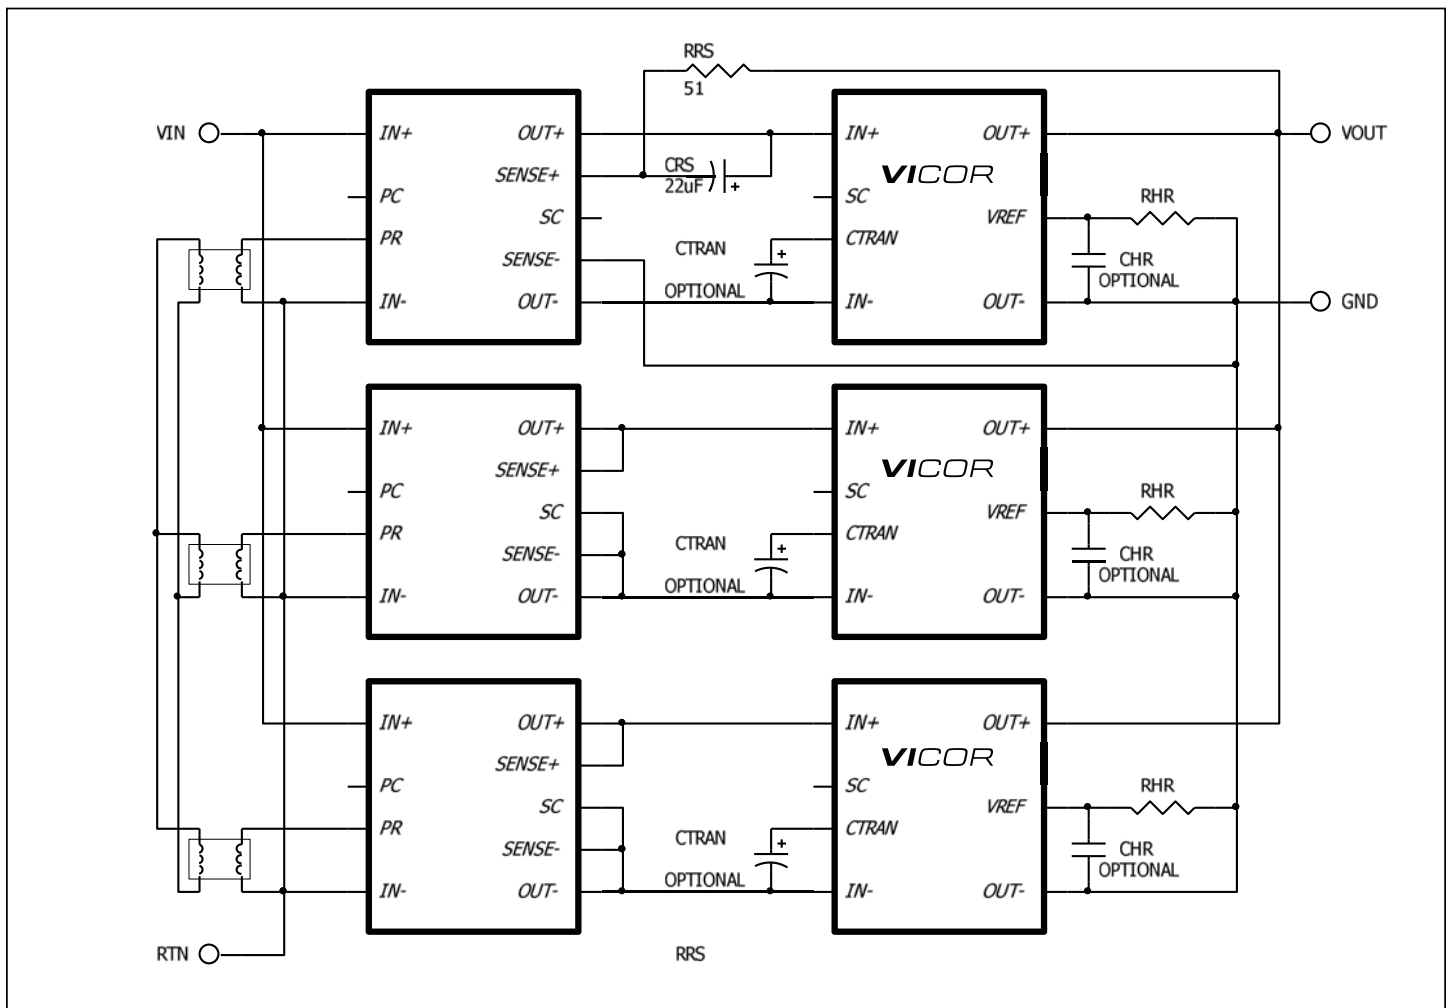 RRS
51
VIN
IN+
OUT+
IN+
OUT+
VOUT
SENSE+
CRS
22uF
+
VICOR
PC
SC
RHR
SC
VREF
PR
CTRAN
+
CTRAN
SENSE-
CHR
OPTIONAL
IN-
OUT-
OPTIONAL
IN-
OUT-
GND
IN+
OUT+
IN+
OUT+
SENSE+
VICOR
PC
SC
RHR
SC
VREF
PR
CTRAN
+
CTRAN
SENSE-
CHR
OPTIONAL
IN-
OUT-
OPTIONAL
IN-
OUT-
IN+
OUT+
IN+
OUT+
SENSE+
VICOR
PC
SC
RHR
SC
VREF
PR
CTRAN
+
CTRAN
SENSE-
CHR
OPTIONAL
IN-
OUT-
OPTIONAL
IN-
OUT-
RTN
RRS